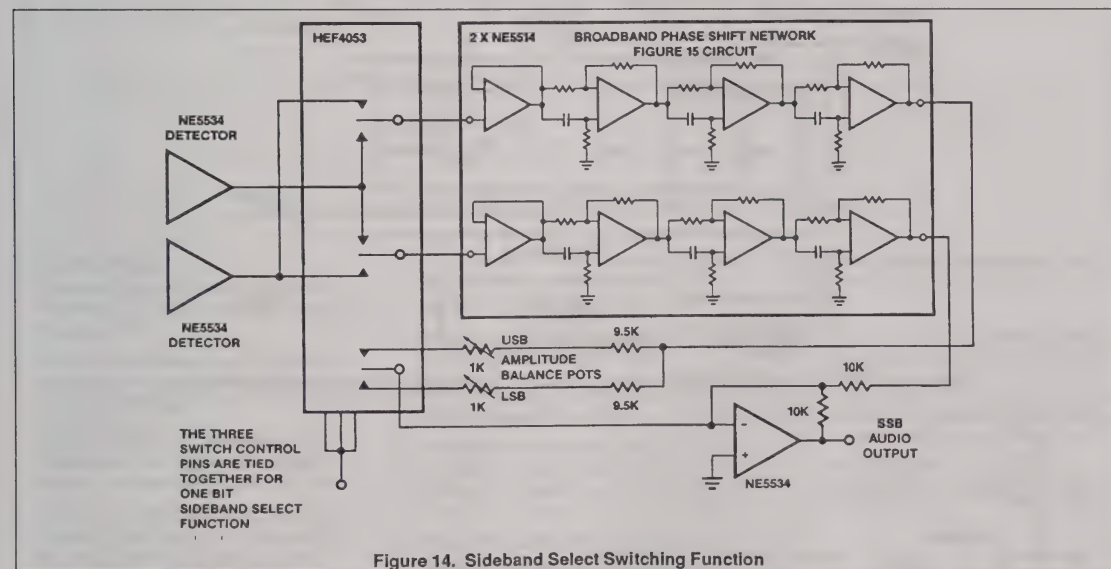 HEF4053
2 X NE5514
BROADBAND PHASE SHIFT NETWORK
FIGURE 15 CIRCUIT
NE5534
DETECTOR
NE5534
DETECTOR
USB
AMPLITUDE
BALANCE POTS
LSB
1K
1K
9.5K
9.5K
10K
10K
-
+
NE5534
SSB
AUDIO
OUTPUT
THE THREE
SWITCH CONTROL
PINS ARE TIED
TOGETHER FOR
ONE BIT
SIDEBAND SELECT
FUNCTION
Figure 14. Sideband Select Switching Function